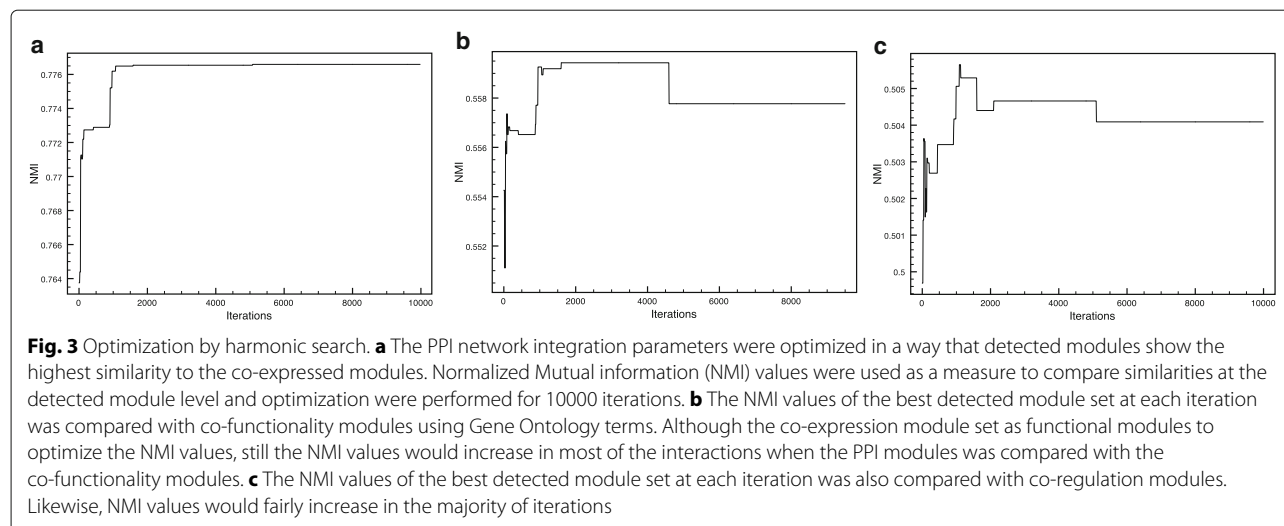 a
0.776
0.774
0.772
0.77
0.768
0.766
0.764
NMI
0
2000
4000
6000
8000
10000
Iterations
b
0.558
0.556
0.554
0.552
NMI
0
2000
4000
6000
8000
Iterations
c
0.505
0.504
0.503
0.502
0.501
0.5
NMI
0
2000
4000
6000
8000
10000
Iterations
Fig. 3 Optimization by harmonic search. a The PPI network integration parameters were optimized in a way that detected modules show the
highest similarity to the co-expressed modules. Normalized Mutual information (NMI) values were used as a measure to compare similarities at the
detected module level and optimization were performed for 10000 iterations. b The NMI values of the best detected module set at each iteration
was compared with co-functionality modules using Gene Ontology terms. Although the co-expression module set as functional modules to
optimize the NMI values, still the NMI values would increase in most of the interactions when the PPI modules was compared with the
co-functionality modules. c The NMI values of the best detected module set at each iteration was also compared with co-regulation modules.
Likewise, NMI values would fairly increase in the majority of iterations